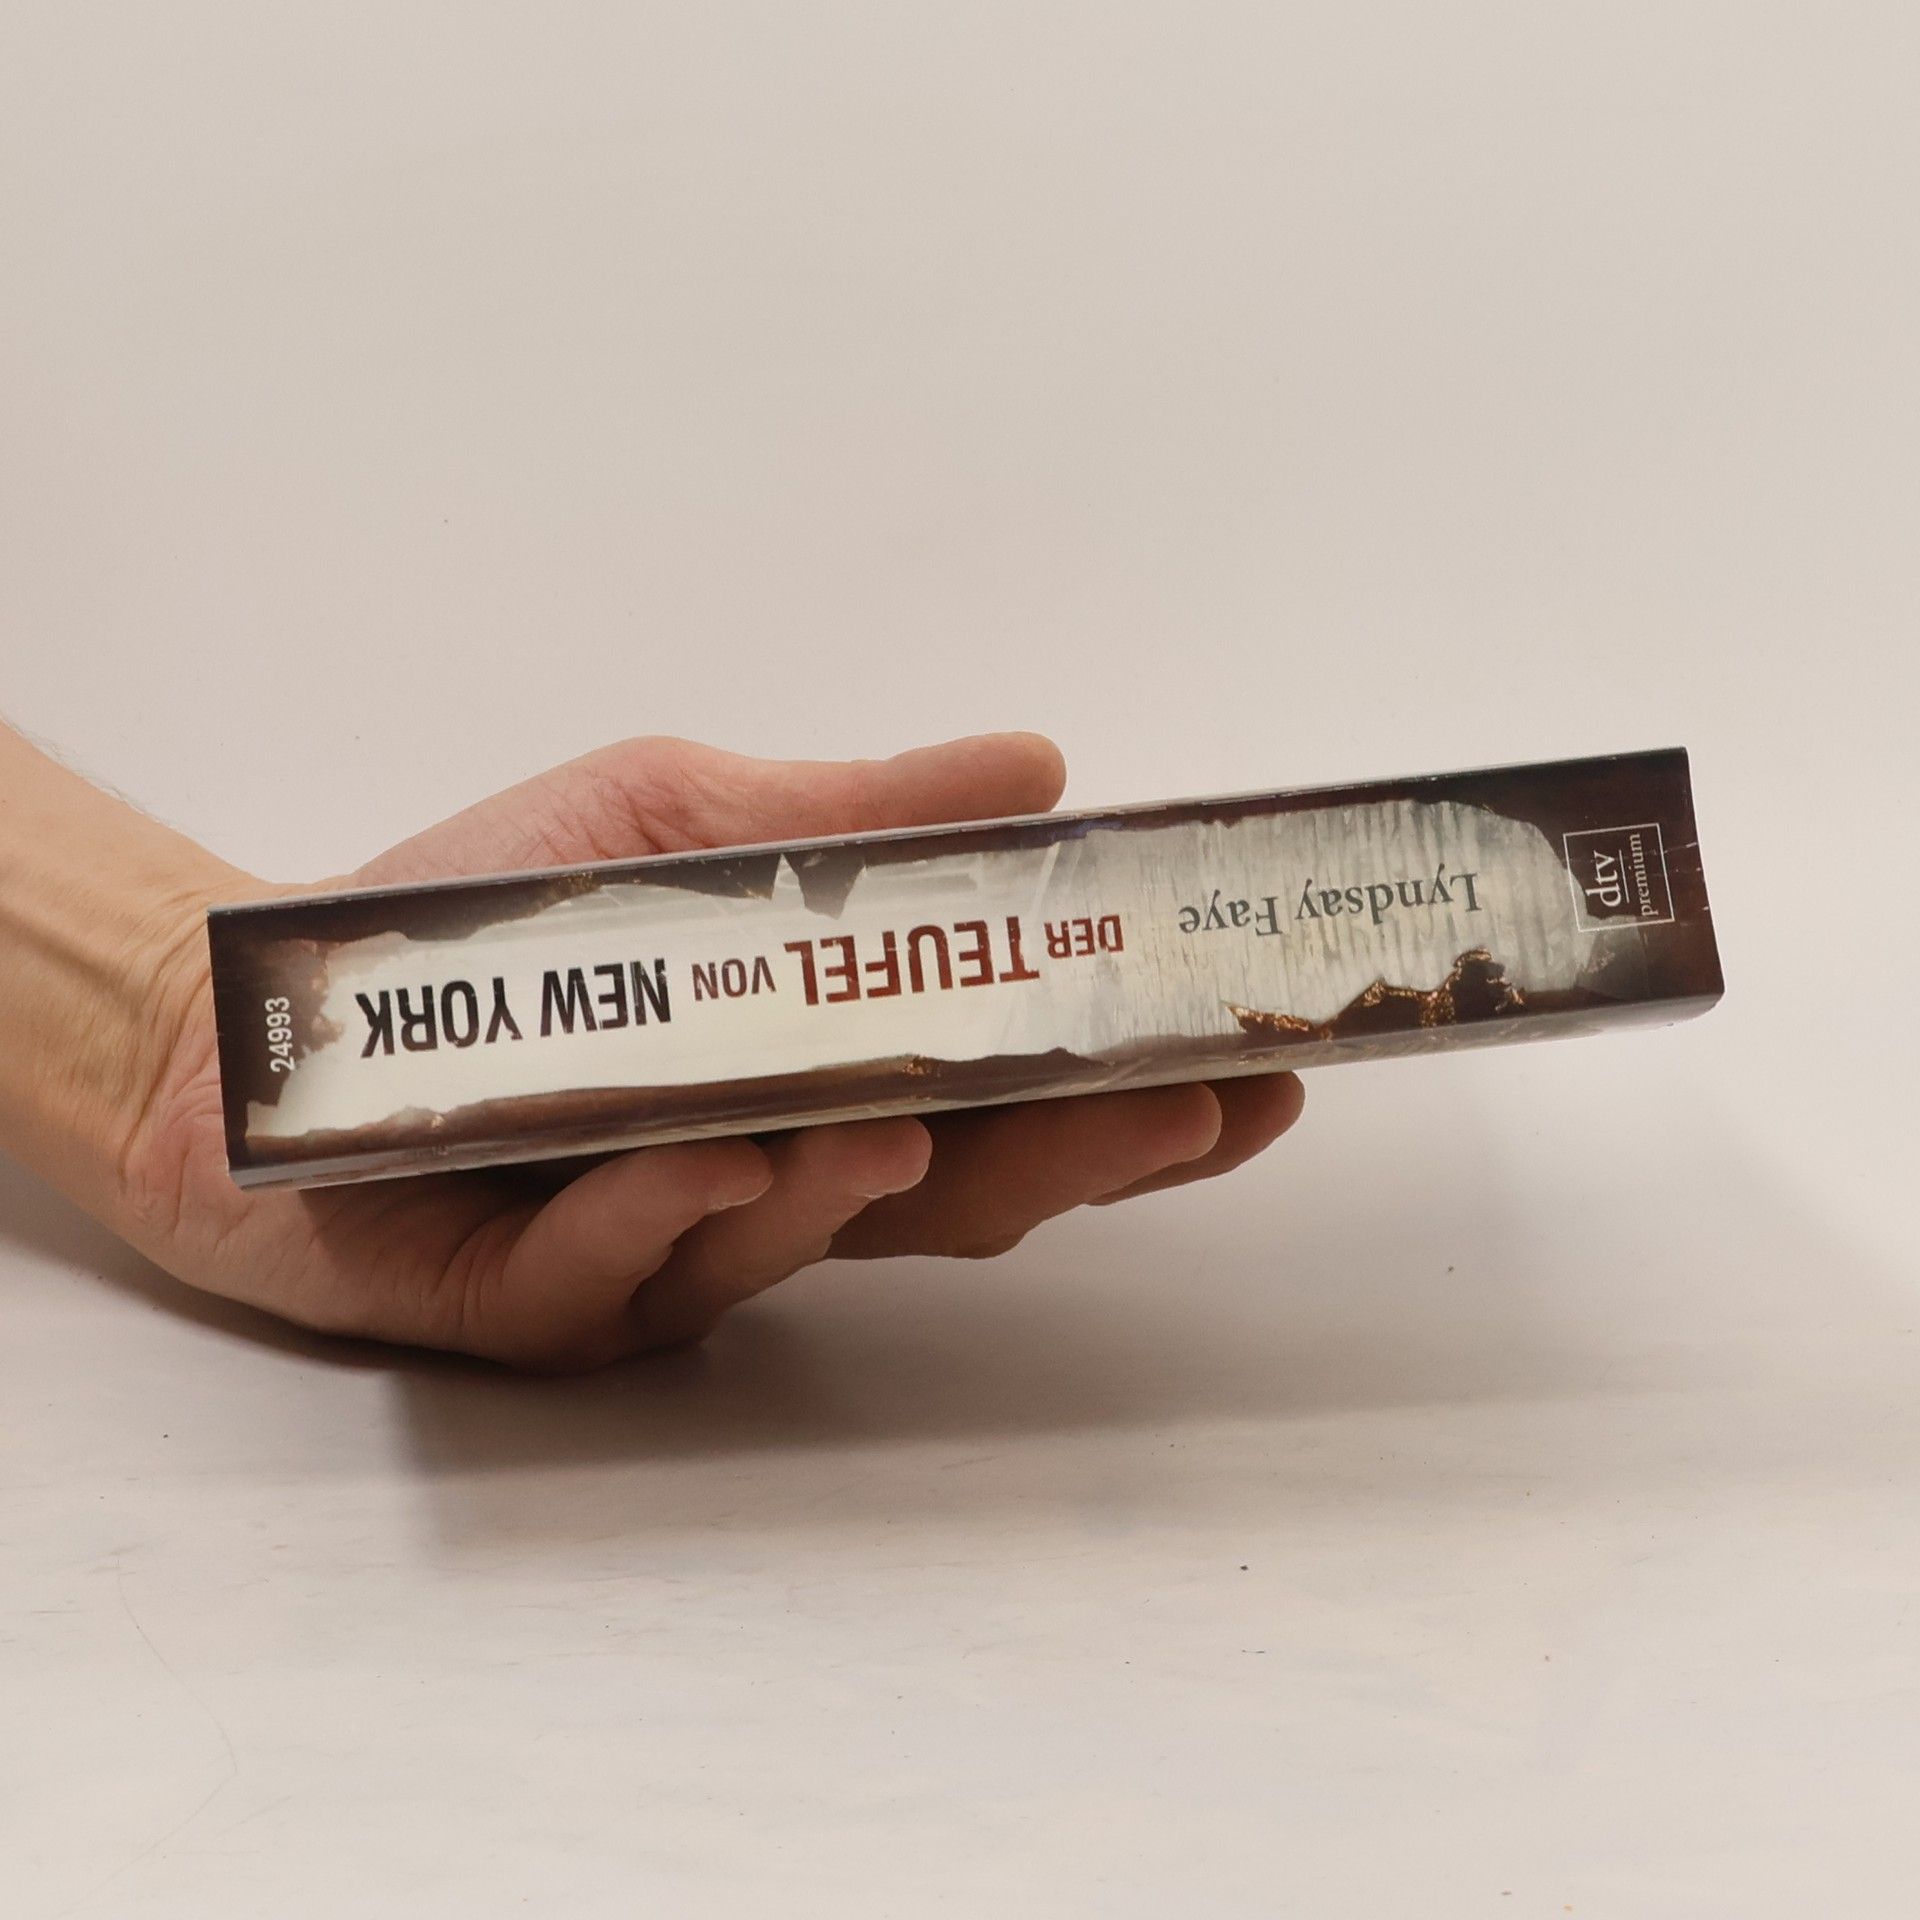 Lyndsay Faye
DER TEUFEL VON NEW YORK
24993
dtv
premium